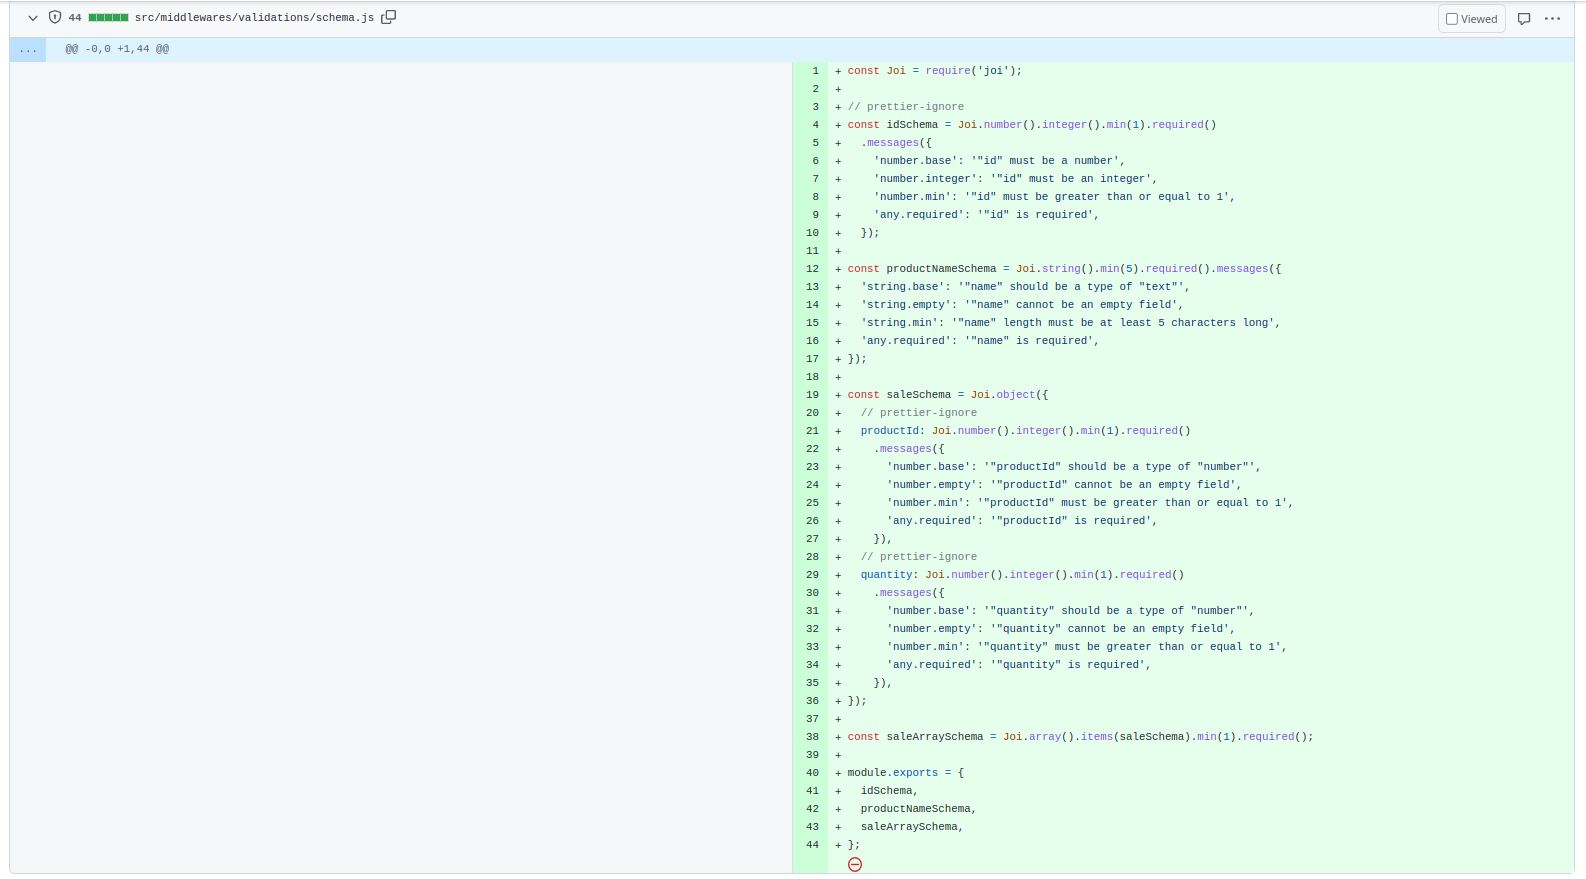 44 src/middlewares/validations/schema.js Viewed
... @@ -0,0 +1,44 @@
1 + const Joi = require('joi');
2 +
3 + // prettier-ignore
4 + const idSchema = Joi.number().integer().min(1).required()
5 +   .messages({
6 +     'number.base': '"id" must be a number',
7 +     'number.integer': '"id" must be an integer',
8 +     'number.min': '"id" must be greater than or equal to 1',
9 +     'any.required': '"id" is required',
10 +   });
11 +
12 + const productNameSchema = Joi.string().min(5).required().messages({
13 +   'string.base': '"name" should be a type of "text"',
14 +   'string.empty': '"name" cannot be an empty field',
15 +   'string.min': '"name" length must be at least 5 characters long',
16 +   'any.required': '"name" is required',
17 + });
18 +
19 + const saleSchema = Joi.object({
20 +   // prettier-ignore
21 +   productId: Joi.number().integer().min(1).required()
22 +     .messages({
23 +       'number.base': '"productId" should be a type of "number"',
24 +       'number.empty': '"productId" cannot be an empty field',
25 +       'number.min': '"productId" must be greater than or equal to 1',
26 +       'any.required': '"productId" is required',
27 +     }),
28 +   // prettier-ignore
29 +   quantity: Joi.number().integer().min(1).required()
30 +     .messages({
31 +       'number.base': '"quantity" should be a type of "number"',
32 +       'number.empty': '"quantity" cannot be an empty field',
33 +       'number.min': '"quantity" must be greater than or equal to 1',
34 +       'any.required': '"quantity" is required',
35 +     }),
36 + });
37 +
38 + const saleArraySchema = Joi.array().items(saleSchema).min(1).required();
39 +
40 + module.exports = {
41 +   idSchema,
42 +   productNameSchema,
43 +   saleArraySchema,
44 + };